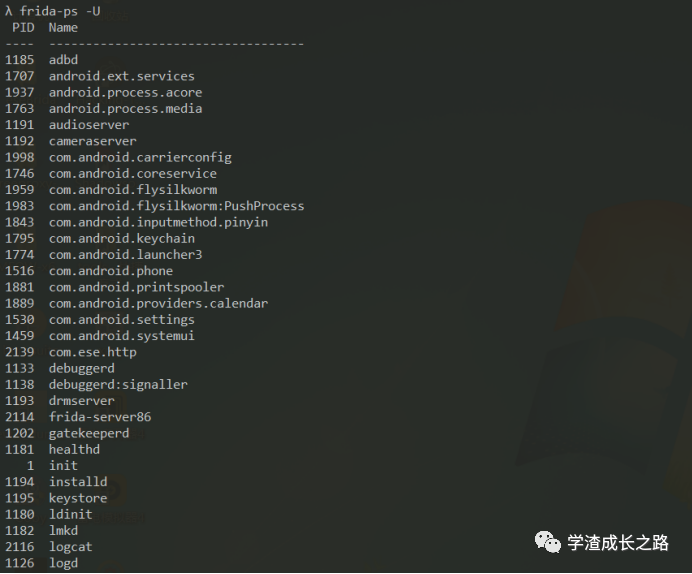 λ frida-ps -U
PID Name
---- ----------------------------------
1185 adbd
1707 android.ext.services
1937 android.process.acore
1763 android.process.media
1191 audioserver
1192 cameraserver
1998 com.android.carrierconfig
1746 com.android.coreservice
1959 com.android.flysilkworm
1983 com.android.flysilkworm:PushProcess
1843 com.android.inputmethod.pinyin
1795 com.android.keychain
1774 com.android.launcher3
1516 com.android.phone
1881 com.android.printspooler
1889 com.android.providers.calendar
1530 com.android.settings
1459 com.android.systemui
2139 com.ese.http
1133 debuggerd
1138 debuggerd:signaller
1193 drmserver
2114 frida-server86
1202 gatekeeperd
1181 healthd
1 init
1194 installd
1195 keystore
1180 ldinit
1182 lmkd
2116 logcat
1126 logd
学渣成长之路